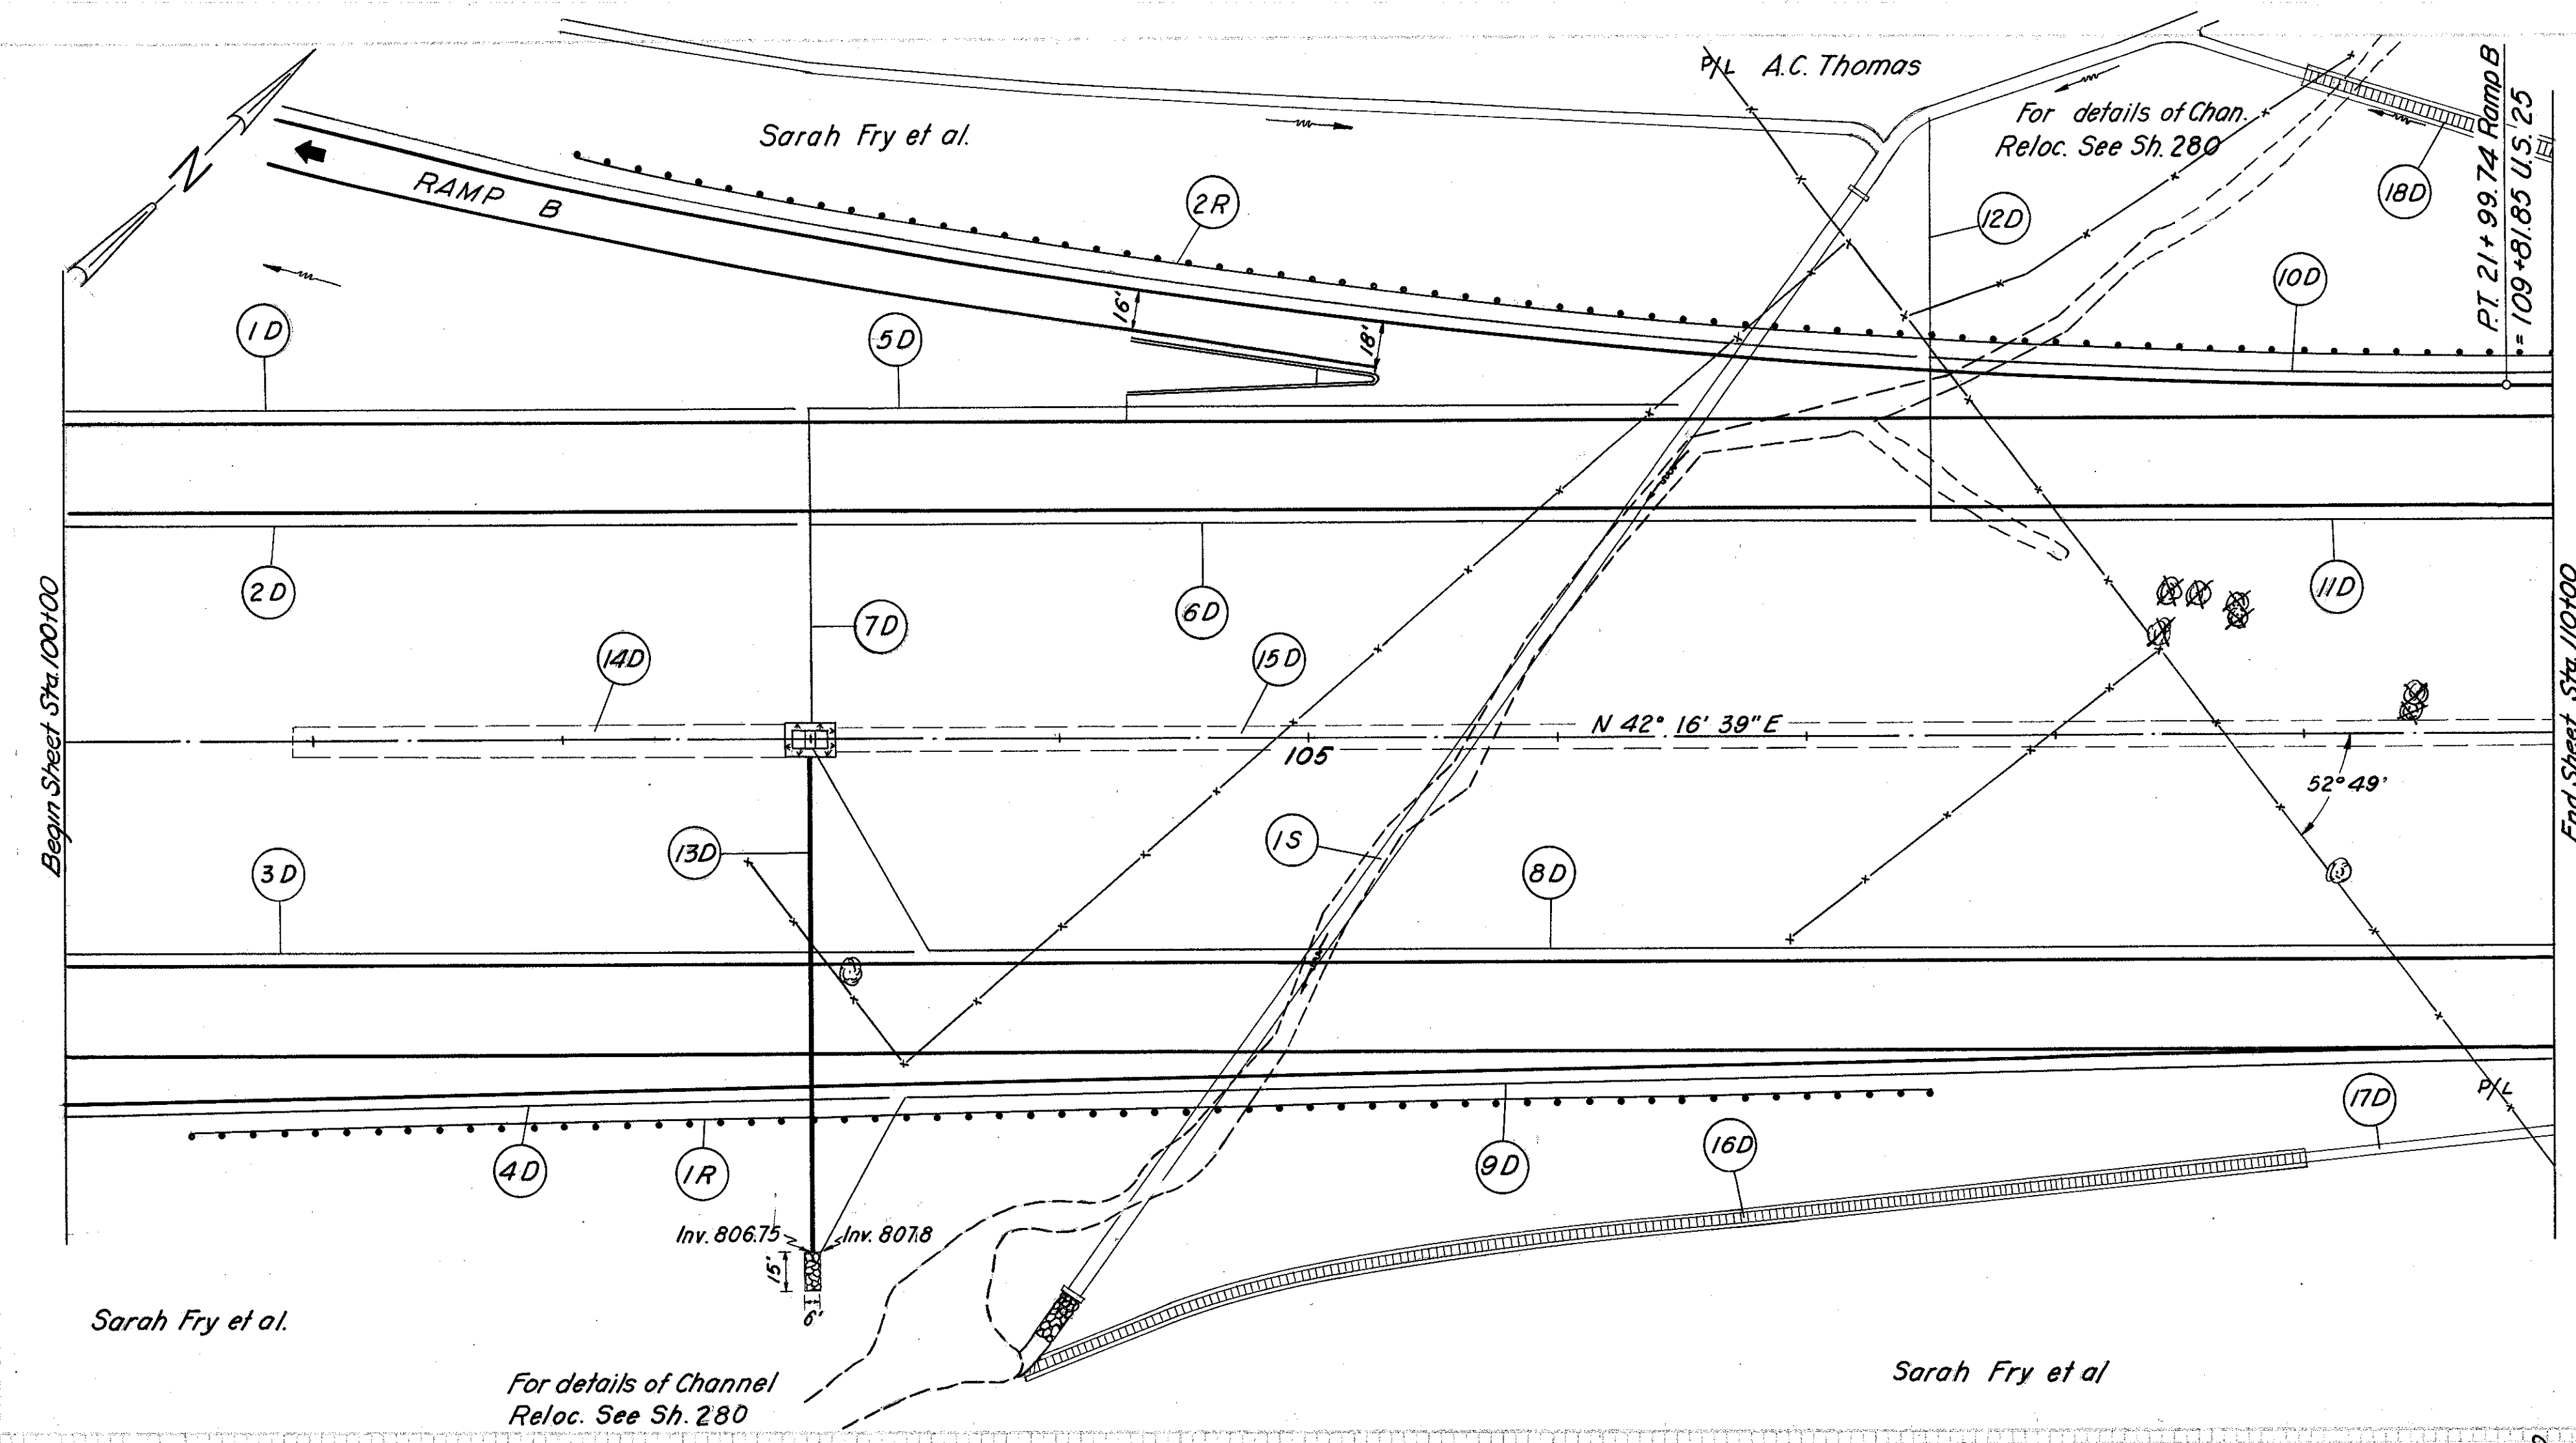 P/L A.C. Thomas
For details of Chan.
Reloc. See Sh. 280
P.T. 21+99.74 Ramp B
= 109+81.85 U.S. 25
Sarah Fry et al.
N
RAMP B
2R
12D
18D
10D
16'
18'
1D
5D
2D
7D
6D
11D
Begin Sheet Sta. 100+00
End Sheet Sta. 110+00
14D
15D
N 42° 16' 39" E
105
52° 49'
13D
1S
3D
8D
P/L
17D
4D
1R
9D
16D
Inv. 806.75
Inv. 807.8
15'
6'
Sarah Fry et al.
For details of Channel
Reloc. See Sh. 280
Sarah Fry et al